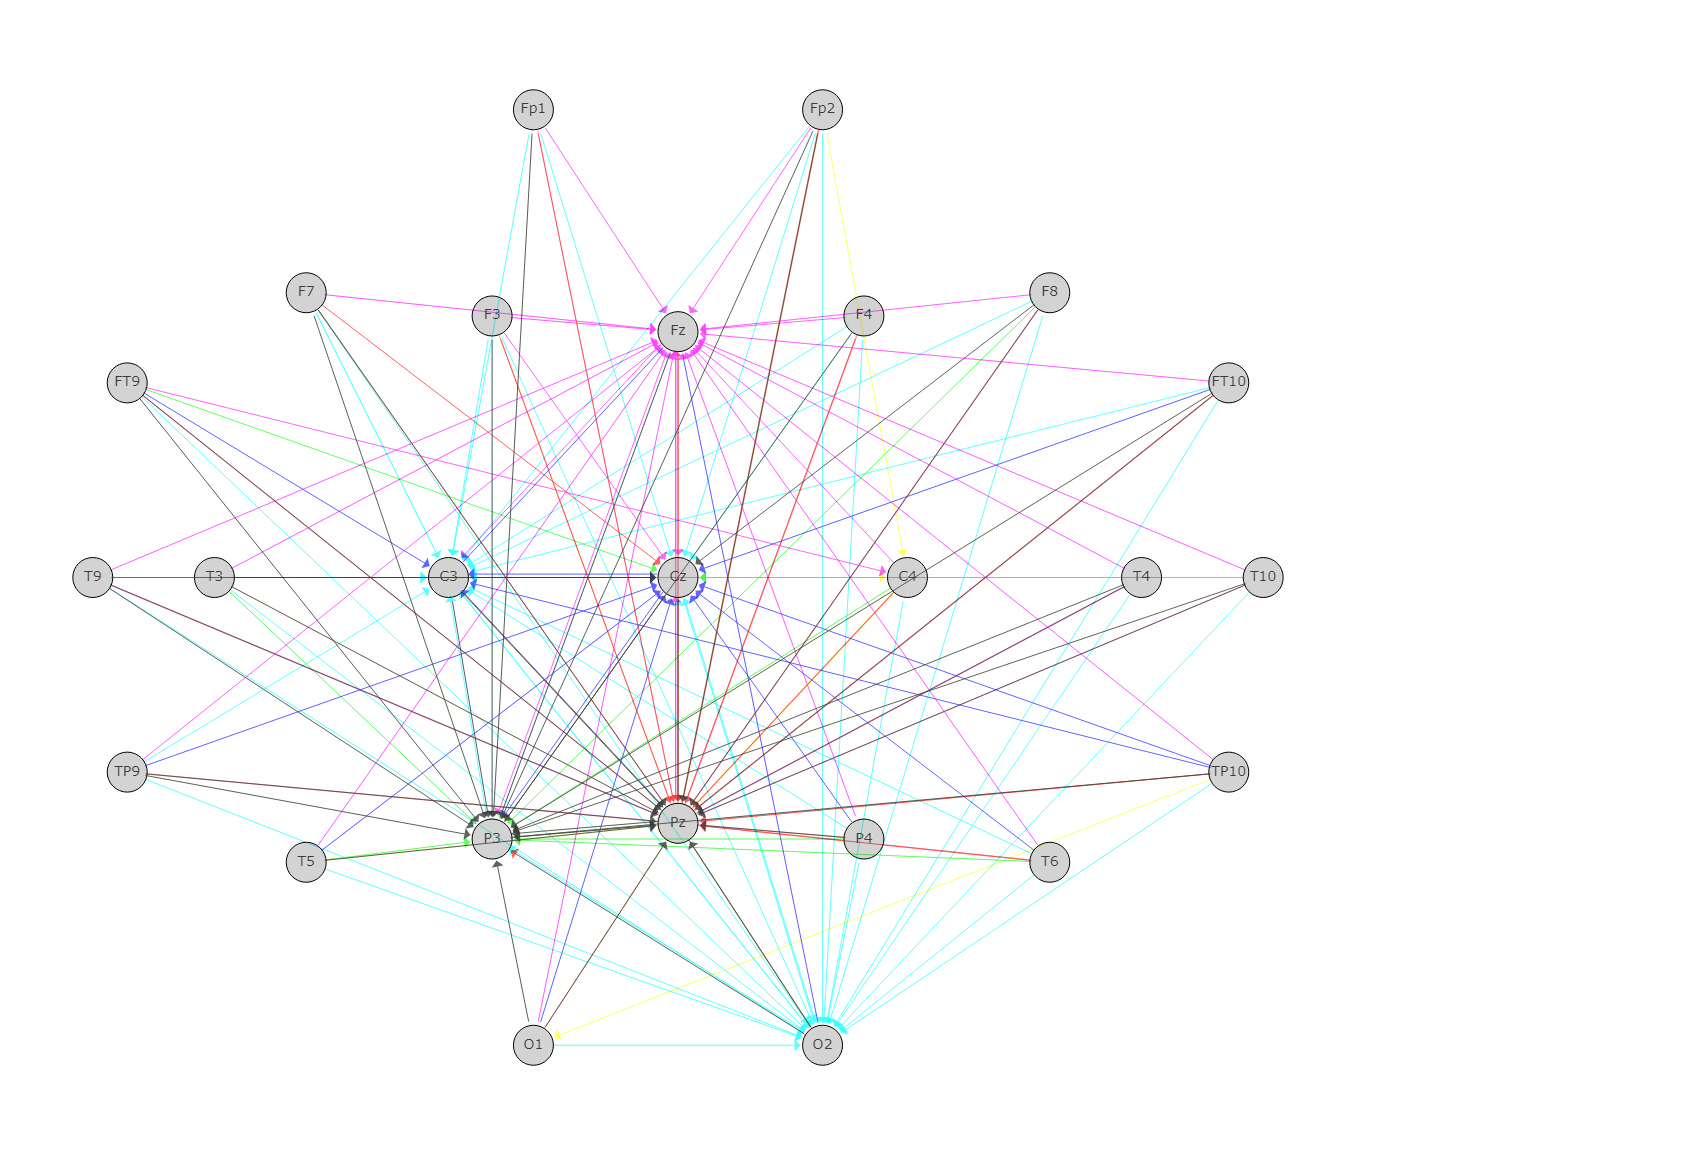 Fp1 Fp2
F7 F3 Fz F4 F8
FT9 FT10
T9 T3 C3 Cz C4 T4 T10
TP9 TP10
T5 P3 Pz P4 T6
O1 O2